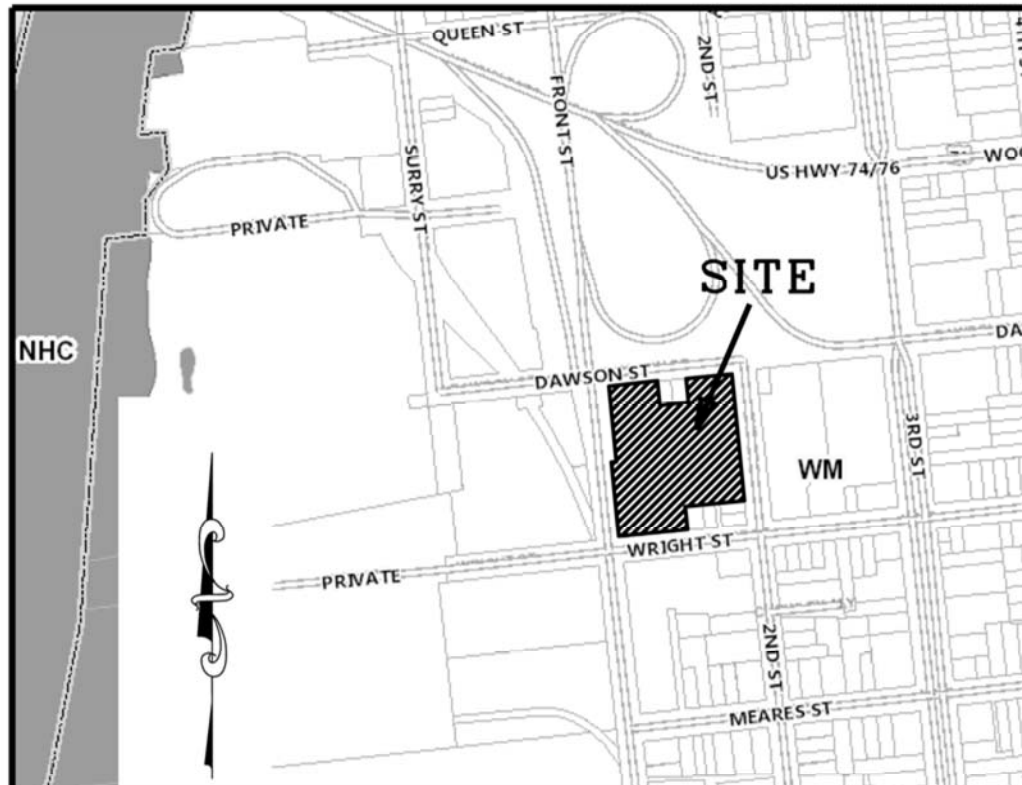 QUEEN ST
2ND ST
FRONT ST
SURRY ST
US HWY 74/76
WOO
PRIVATE
SITE
NHC
DAWSON ST
DA
3RD ST
WM
WRIGHT ST
PRIVATE
2ND ST
MEARES ST